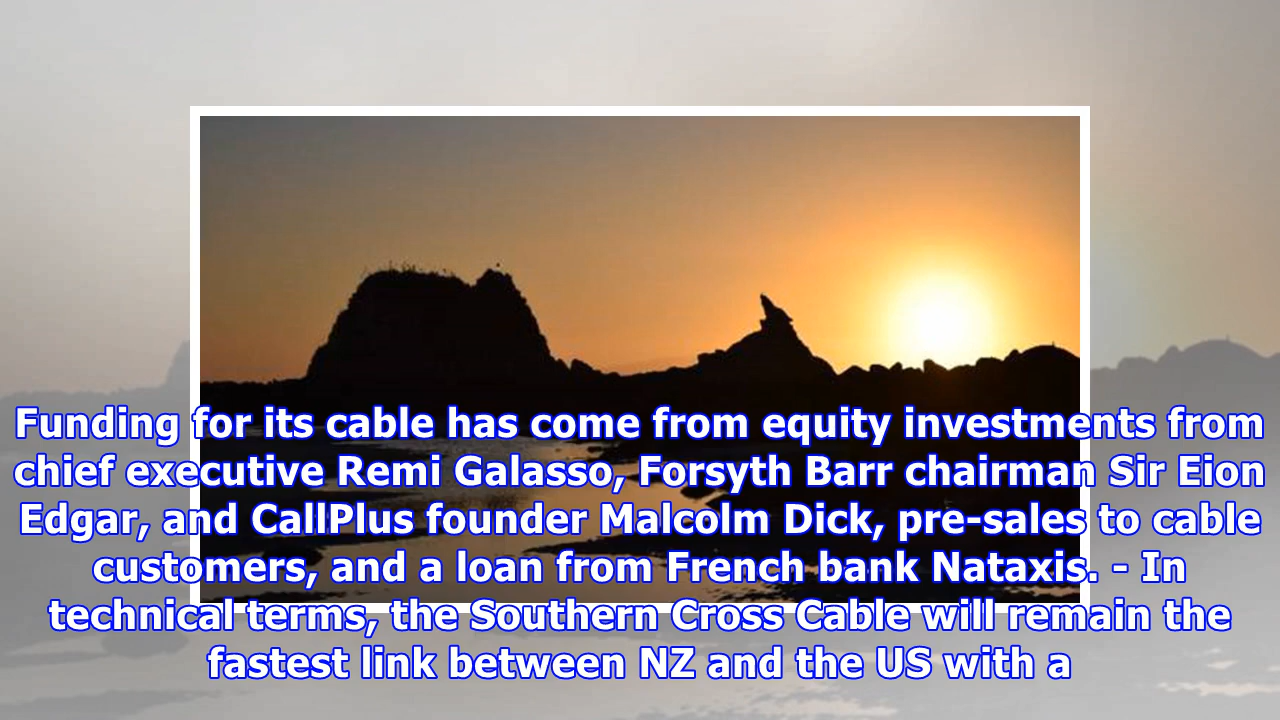 Funding for its cable has come from equity investments from
chief executive Remi Galasso, Forsyth Barr chairman Sir Eion
Edgar, and CallPlus founder Malcolm Dick, pre-sales to cable
customers, and a loan from French bank Nataxis. - In
technical terms, the Southern Cross Cable will remain the
fastest link between NZ and the US with a